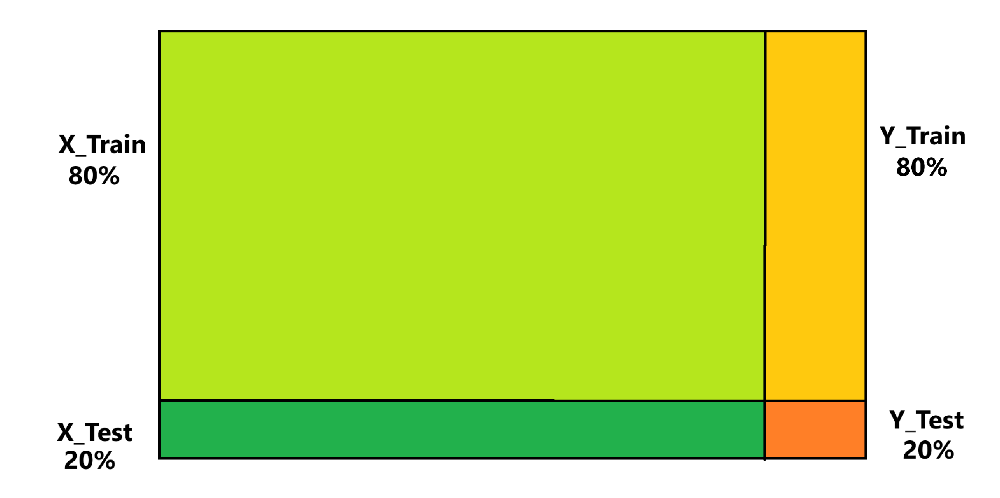 X_Train
80%
Y_Train
80%
X_Test
20%
Y_Test
20%